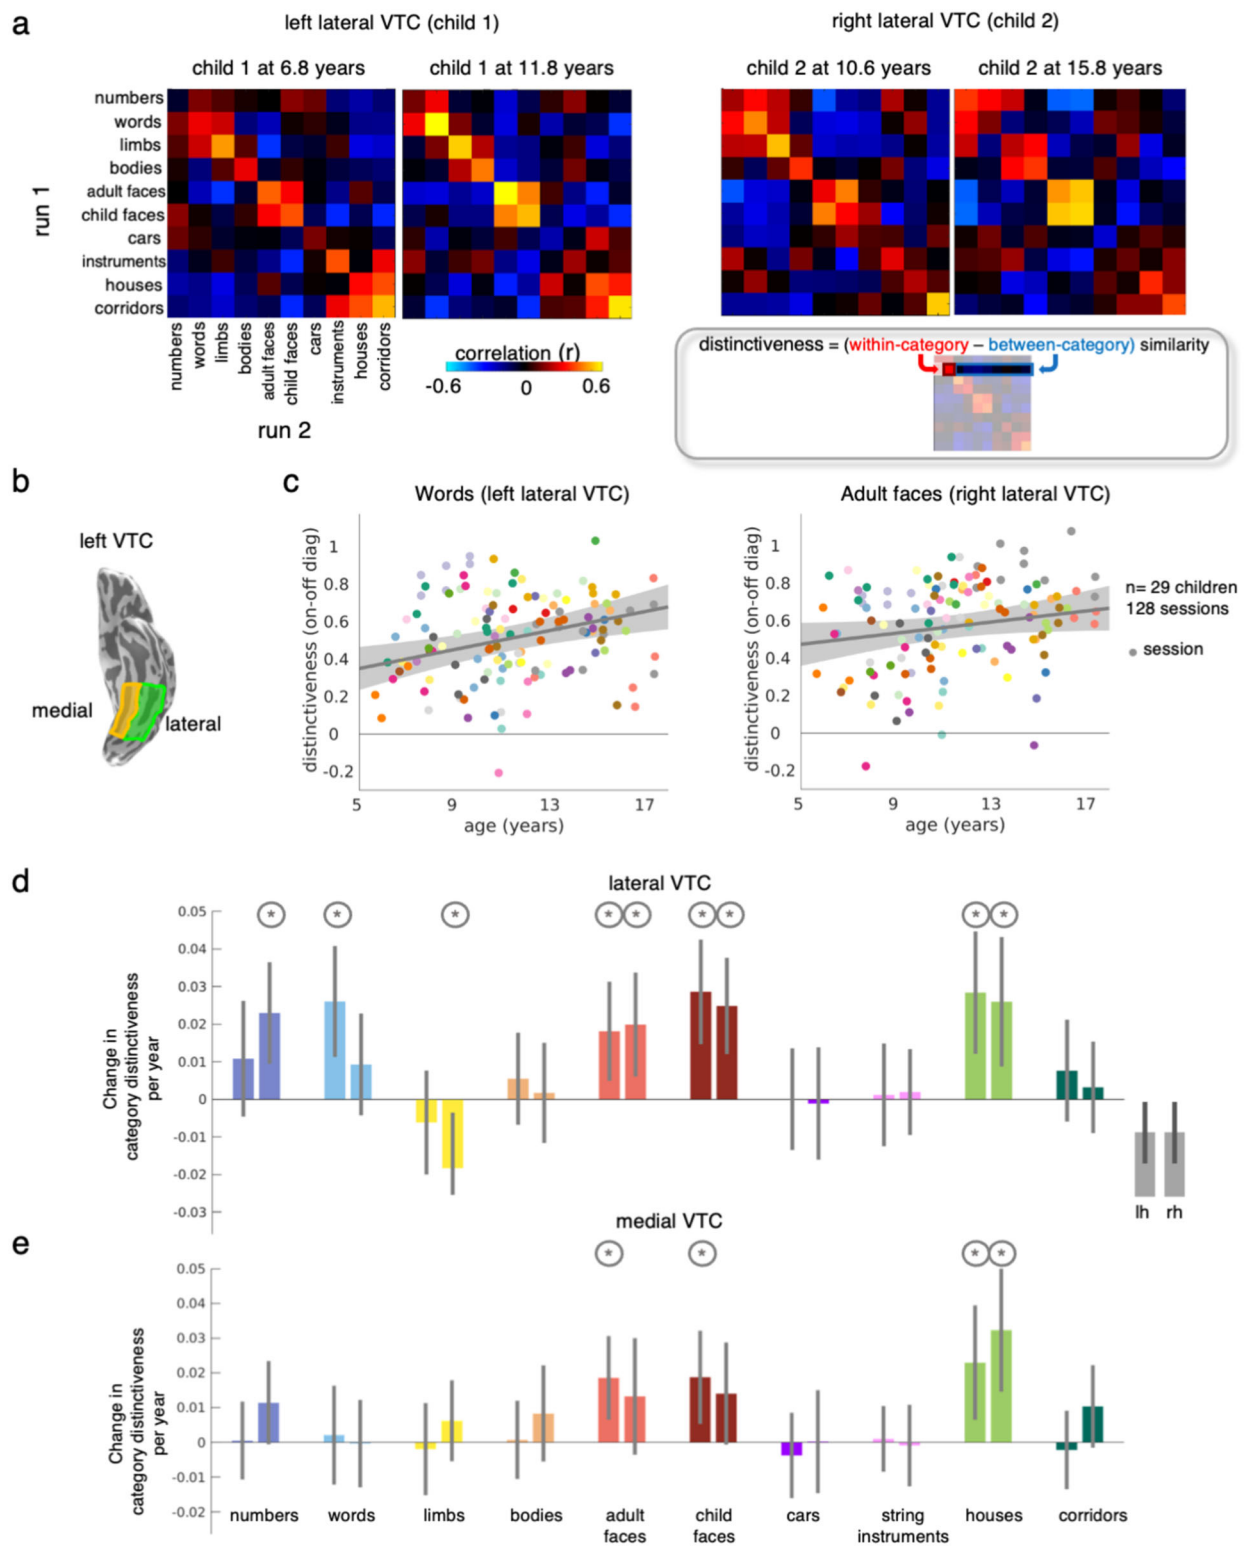 a
left lateral VTC (child 1)
right lateral VTC (child 2)
child 1 at 6.8 years
child 1 at 11.8 years
child 2 at 10.6 years
child 2 at 15.8 years
numbers
words
limbs
bodies
adult faces
child faces
cars
instruments
houses
corridors
run 1
numbers
words
limbs
bodies
adult faces
child faces
cars
instruments
houses
corridors
run 2
correlation (r)
-0.6 0 0.6
distinctiveness = (within-category – between-category) similarity
b
left VTC
medial
lateral
c
Words (left lateral VTC)
distinctiveness (on-off diag)
1
0.8
0.6
0.4
0.2
0
-0.2
5 9 13 17
age (years)
Adult faces (right lateral VTC)
distinctiveness (on-off diag)
1
0.8
0.6
0.4
0.2
0
-0.2
5 9 13 17
age (years)
n= 29 children
128 sessions
session
d
lateral VTC
* * * * * * * * *
Change in
category distinctiveness
per year
0.05
0.04
0.03
0.02
0.01
0
-0.01
-0.02
-0.03
lh rh
e
medial VTC
* * * *
Change in
category distinctiveness
per year
0.05
0.04
0.03
0.02
0.01
0
-0.01
-0.02
numbers words limbs bodies adult faces child faces cars string instruments houses corridors